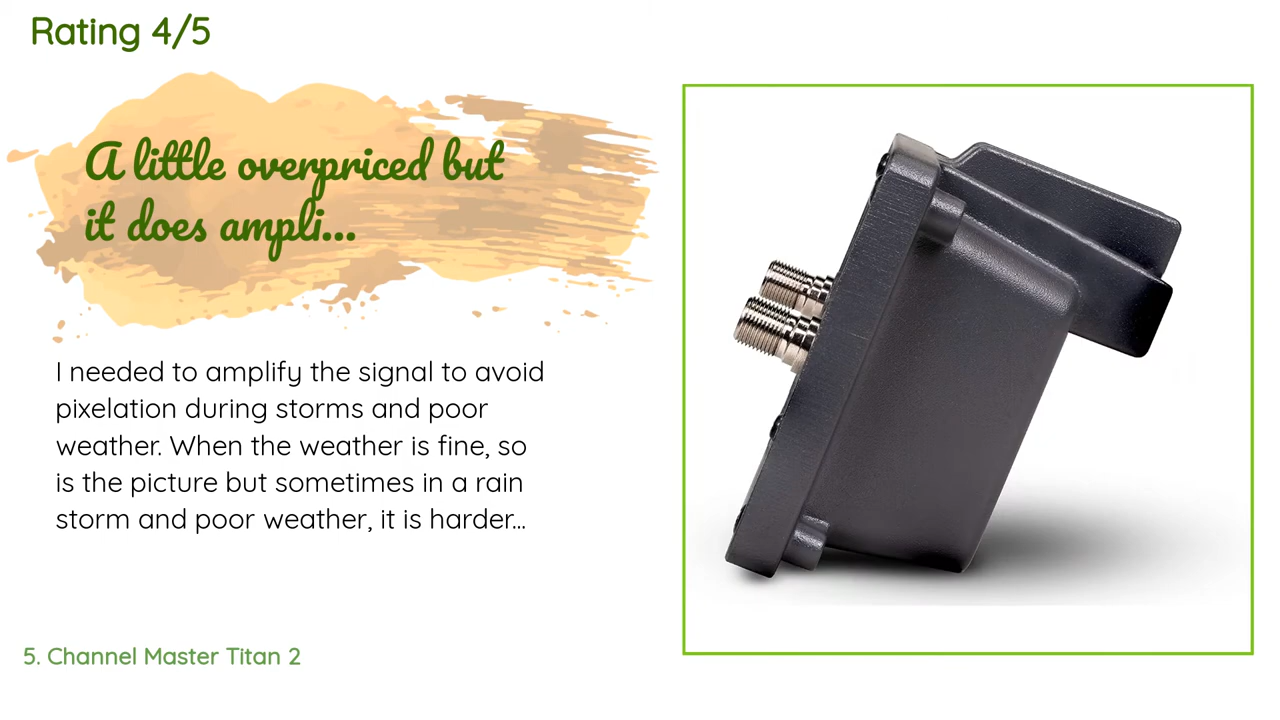 Rating 4/5
A little overpriced but
it does ampli...
I needed to amplify the signal to avoid
pixelation during storms and poor
weather. When the weather is fine, so
is the picture but sometimes in a rain
storm and poor weather, it is harder...
5. Channel Master Titan 2